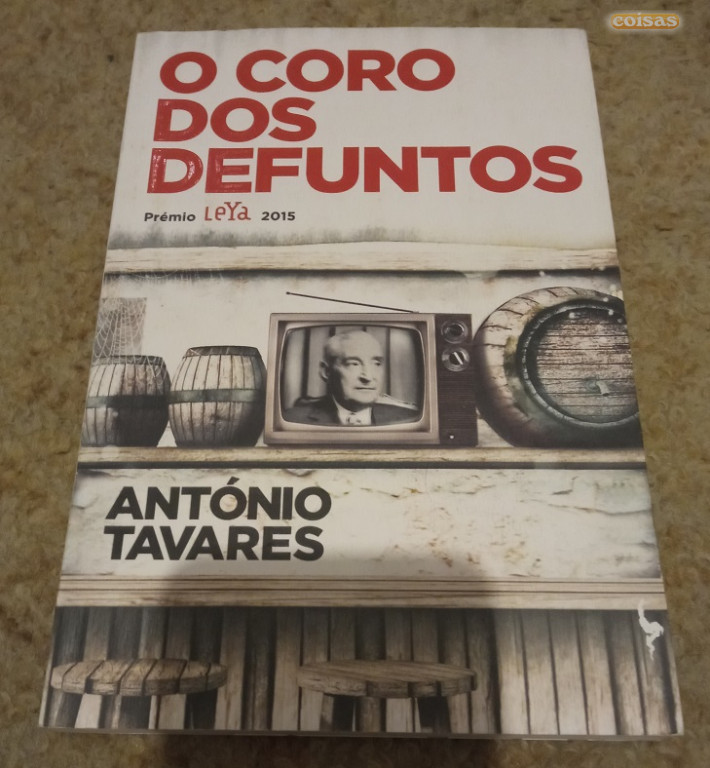 coisas
O CORO
DOS
DEFUNTOS
Prémio LeYa 2015
ANTÓNIO
TAVARES